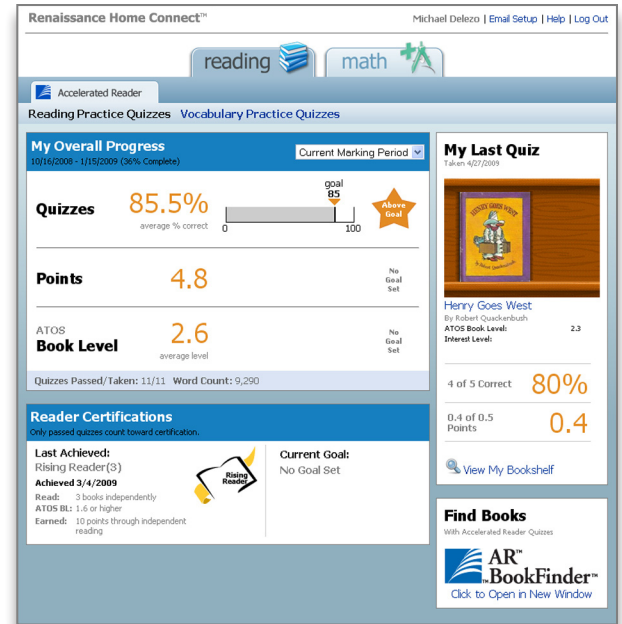 Renaissance Home Connect™
Michael Delezo | Email Setup | Help | Log Out
reading
math
Accelerated Reader
Reading Practice Quizzes Vocabulary Practice Quizzes
My Overall Progress
10/16/2008 - 1/15/2009 (36% Complete)
Current Marking Period
Quizzes
85.5%
average % correct
goal
85
0
100
Above
Goal
Points
4.8
No
Goal
Set
ATOS
Book Level
2.6
average level
No
Goal
Set
Quizzes Passed/Taken: 11/11 Word Count: 9,290
Reader Certifications
Only passed quizzes count toward certification.
Last Achieved:
Rising Reader(3)
Achieved 3/4/2009
Read: 3 books independently
ATOS BL: 1.6 or higher
Earned: 10 points through independent
reading
Rising
Reader
Current Goal:
No Goal Set
My Last Quiz
Taken 4/27/2009
HENRY GOES WEST
Henry Goes West
By Robert Quackenbush
ATOS Book Level: 2.3
Interest Level:
4 of 5 Correct 80%
0.4 of 0.5
Points
0.4
View My Bookshelf
Find Books
With Accelerated Reader Quizzes
AR™
™BookFinder™
Click to Open in New Window